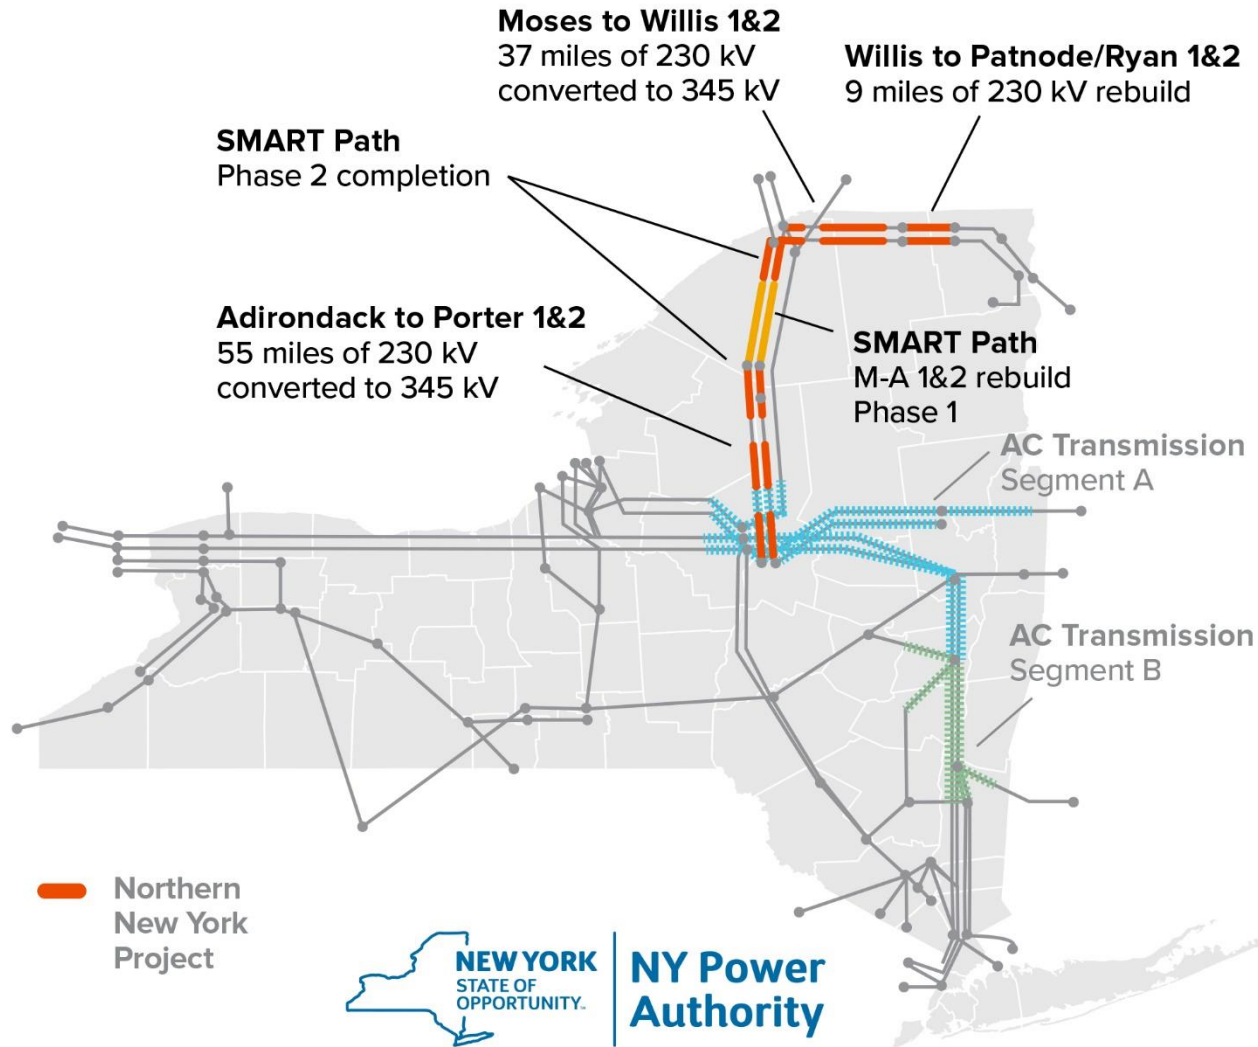 Moses to Willis 1&2
37 miles of 230 kV
converted to 345 kV
Willis to Patnode/Ryan 1&2
9 miles of 230 kV rebuild
SMART Path
Phase 2 completion
Adirondack to Porter 1&2
55 miles of 230 kV
converted to 345 kV
SMART Path
M-A 1&2 rebuild
Phase 1
AC Transmission
Segment A
AC Transmission
Segment B
Northern
New York
Project
NEW YORK
STATE OF
OPPORTUNITY™
NY Power
Authority